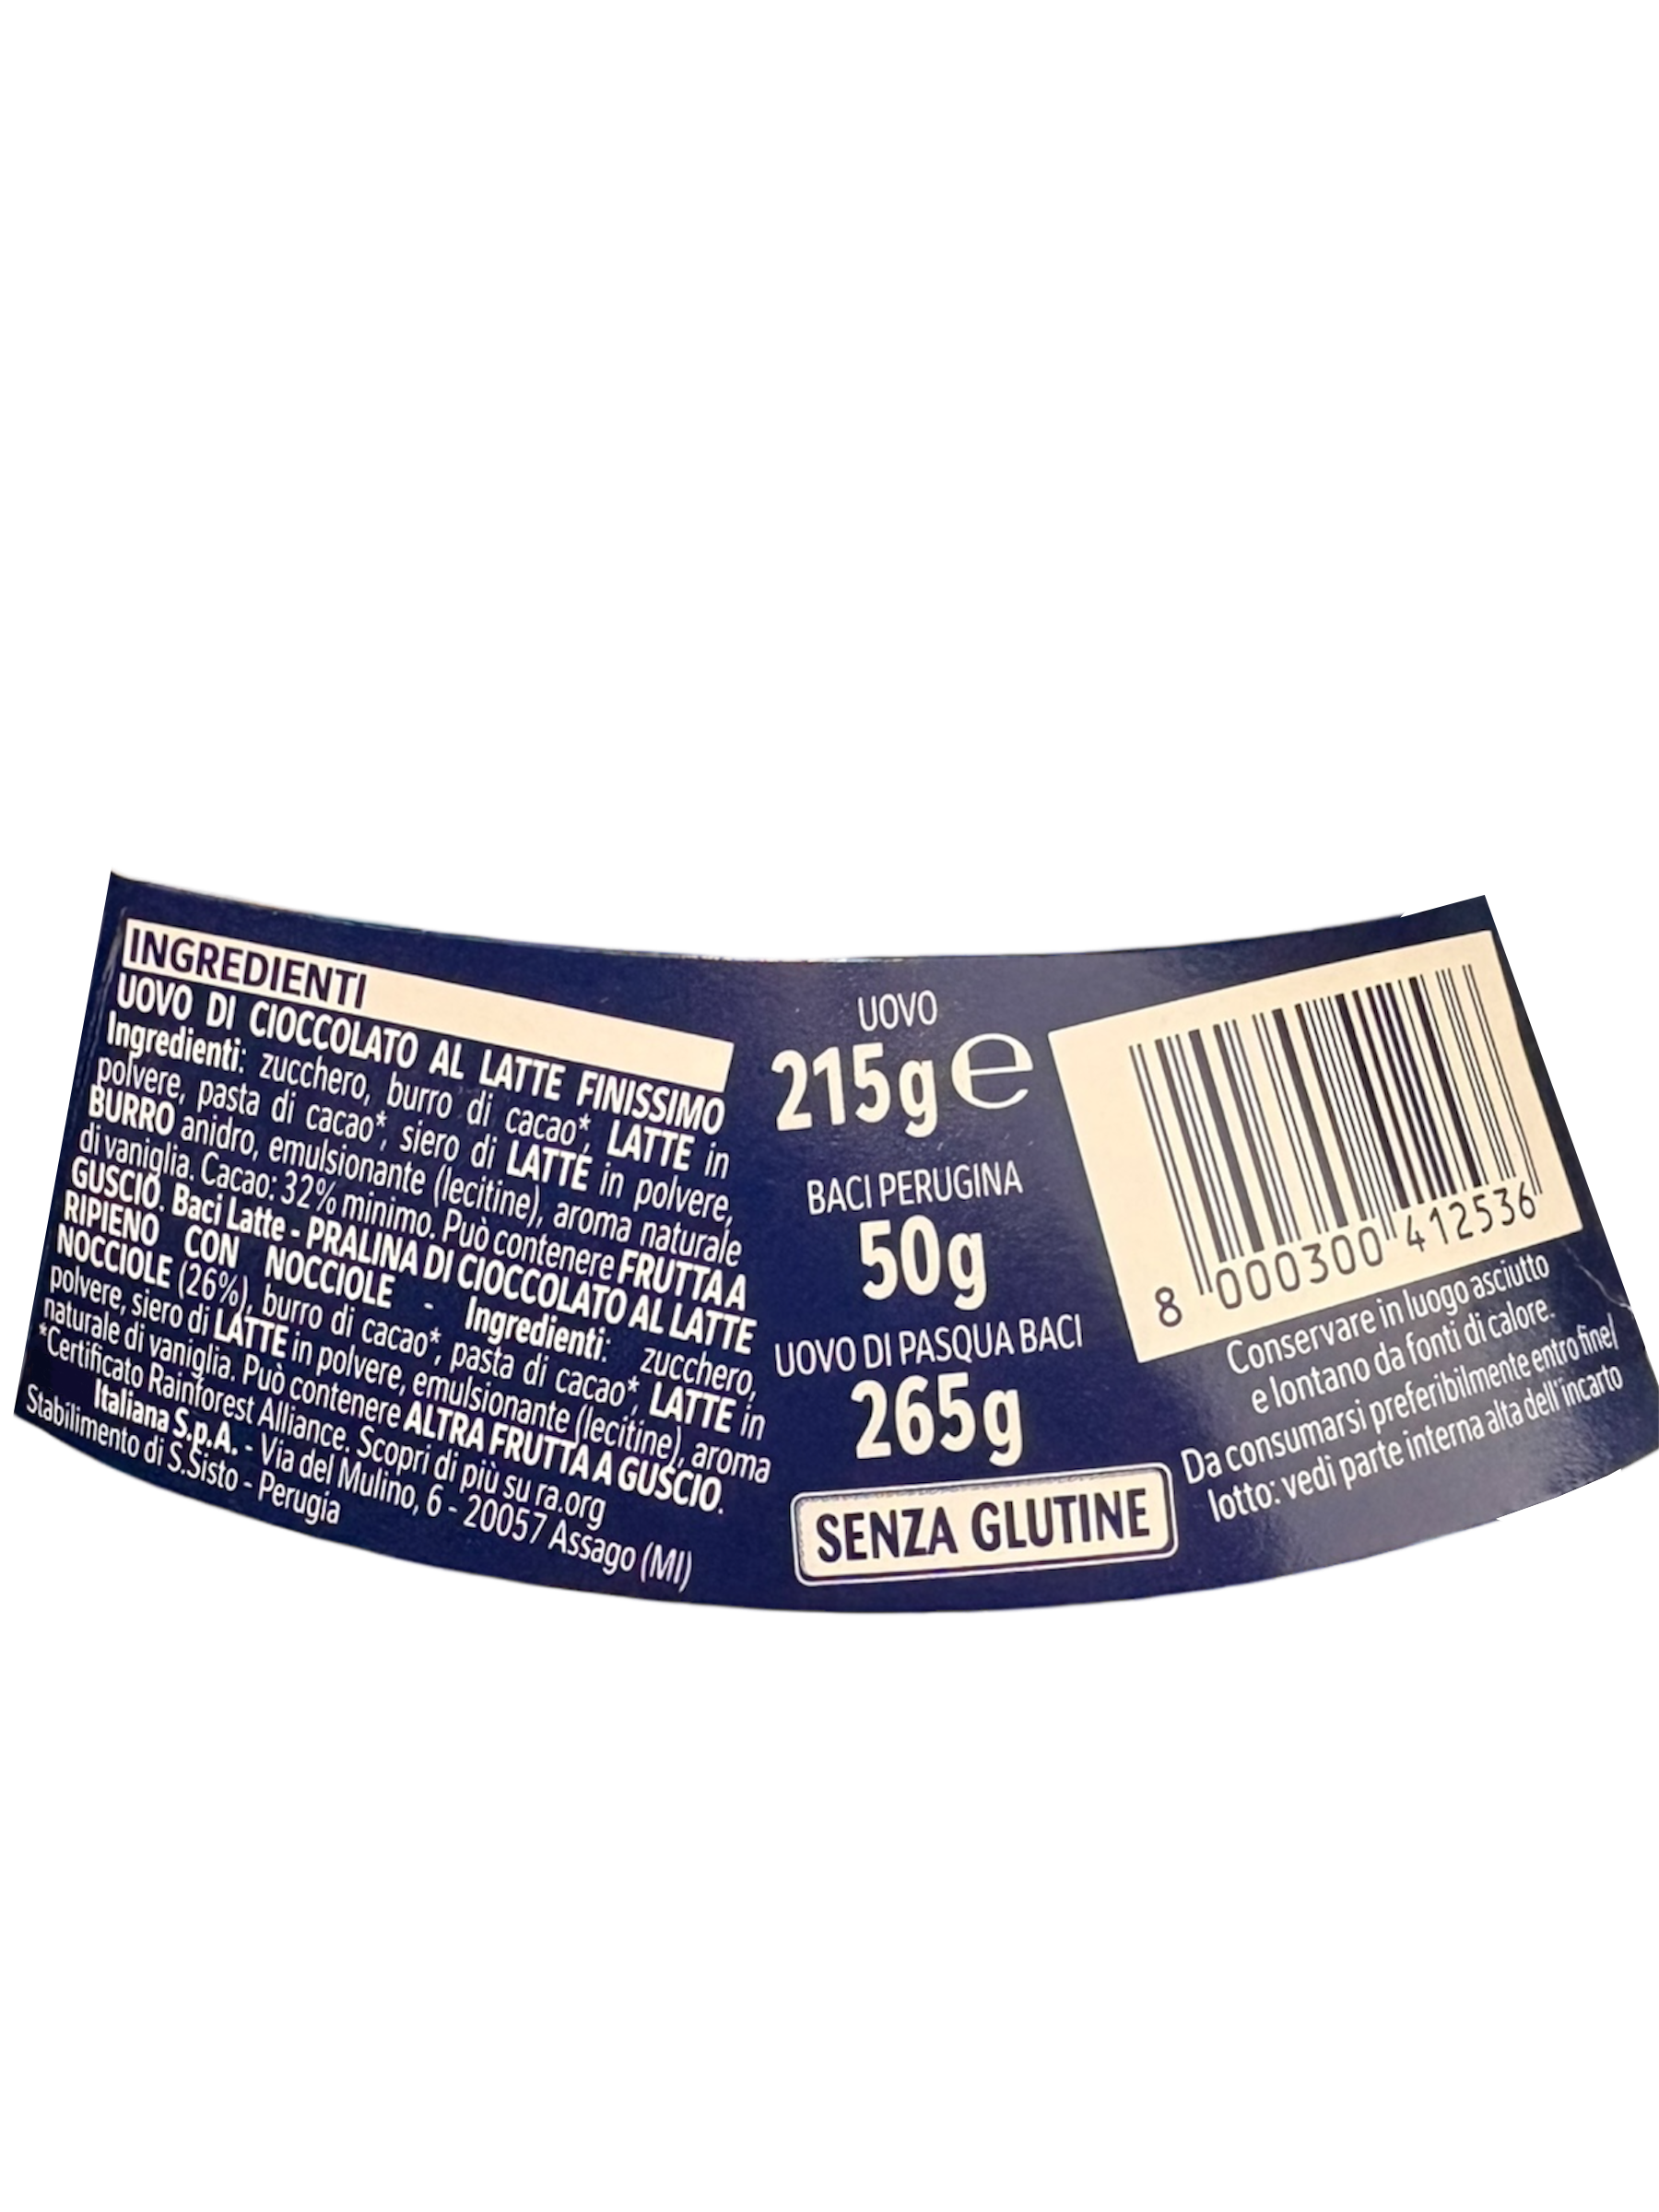 INGREDIENTI
UOVO DI CIOCCOLATO AL LATTE FINISSIMO
Ingredienti: zucchero, burro di cacao*, LATTE in
polvere, pasta di cacao*, siero di LATTE in polvere,
BURRO anidro, emulsionante (lecitine), aroma naturale
di vaniglia. Cacao: 32% minimo. Può contenere FRUTTA A
GUSCIO. Baci Latte - PRALINA DI CIOCCOLATO AL LATTE
RIPIENO CON NOCCIOLE - Ingredienti: zucchero,
NOCCIOLE (26%), burro di cacao*, pasta di cacao*, LATTE in
polvere, siero di LATTE in polvere, emulsionante (lecitine), aroma
naturale di vaniglia. Può contenere ALTRA FRUTTA A GUSCIO.
*Certificato Rainforest Alliance. Scopri di più su ra.org
Italiana S.p.A. - Via del Mulino, 6 - 20057 Assago (MI)
Stabilimento di S.Sisto - Perugia
UOVO
215g e
BACI PERUGINA
50g
UOVO DI PASQUA BACI
265g
SENZA GLUTINE
8 000300 412536
Conservare in luogo asciutto
e lontano da fonti di calore.
Da consumarsi preferibilmente entro fine/
lotto: vedi parte interna alta dell'incarto